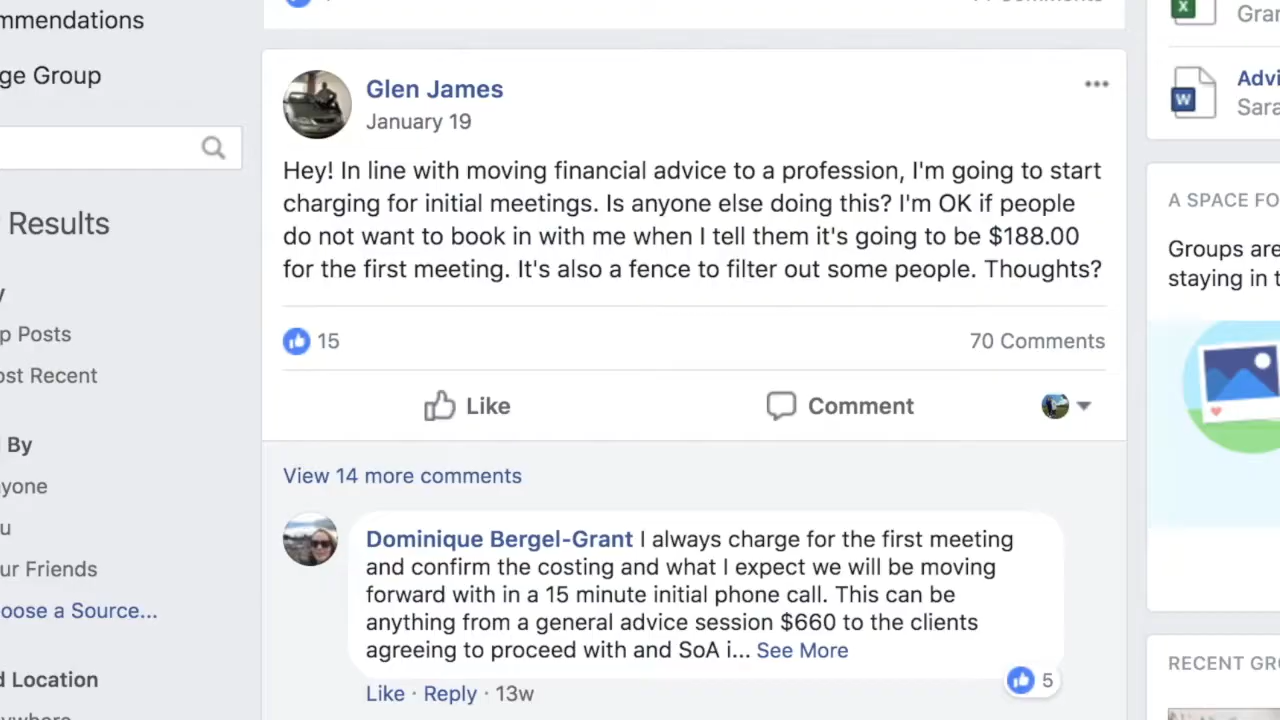 mmendations
ge Group
Results
p Posts
ost Recent
By
yone
u
ur Friends
oose a Source...
d Location
Glen James
January 19
Hey! In line with moving financial advice to a profession, I'm going to start
charging for initial meetings. Is anyone else doing this? I'm OK if people
do not want to book in with me when I tell them it's going to be $188.00
for the first meeting. It's also a fence to filter out some people. Thoughts?
15
70 Comments
Like
Comment
View 14 more comments
Dominique Bergel-Grant I always charge for the first meeting
and confirm the costing and what I expect we will be moving
forward with in a 15 minute initial phone call. This can be
anything from a general advice session $660 to the clients
agreeing to proceed with and SoA i... See More
5
Like · Reply · 13w
X
Gran
W
Advi
Sara
A SPACE FO
Groups are
staying in t
RECENT GR